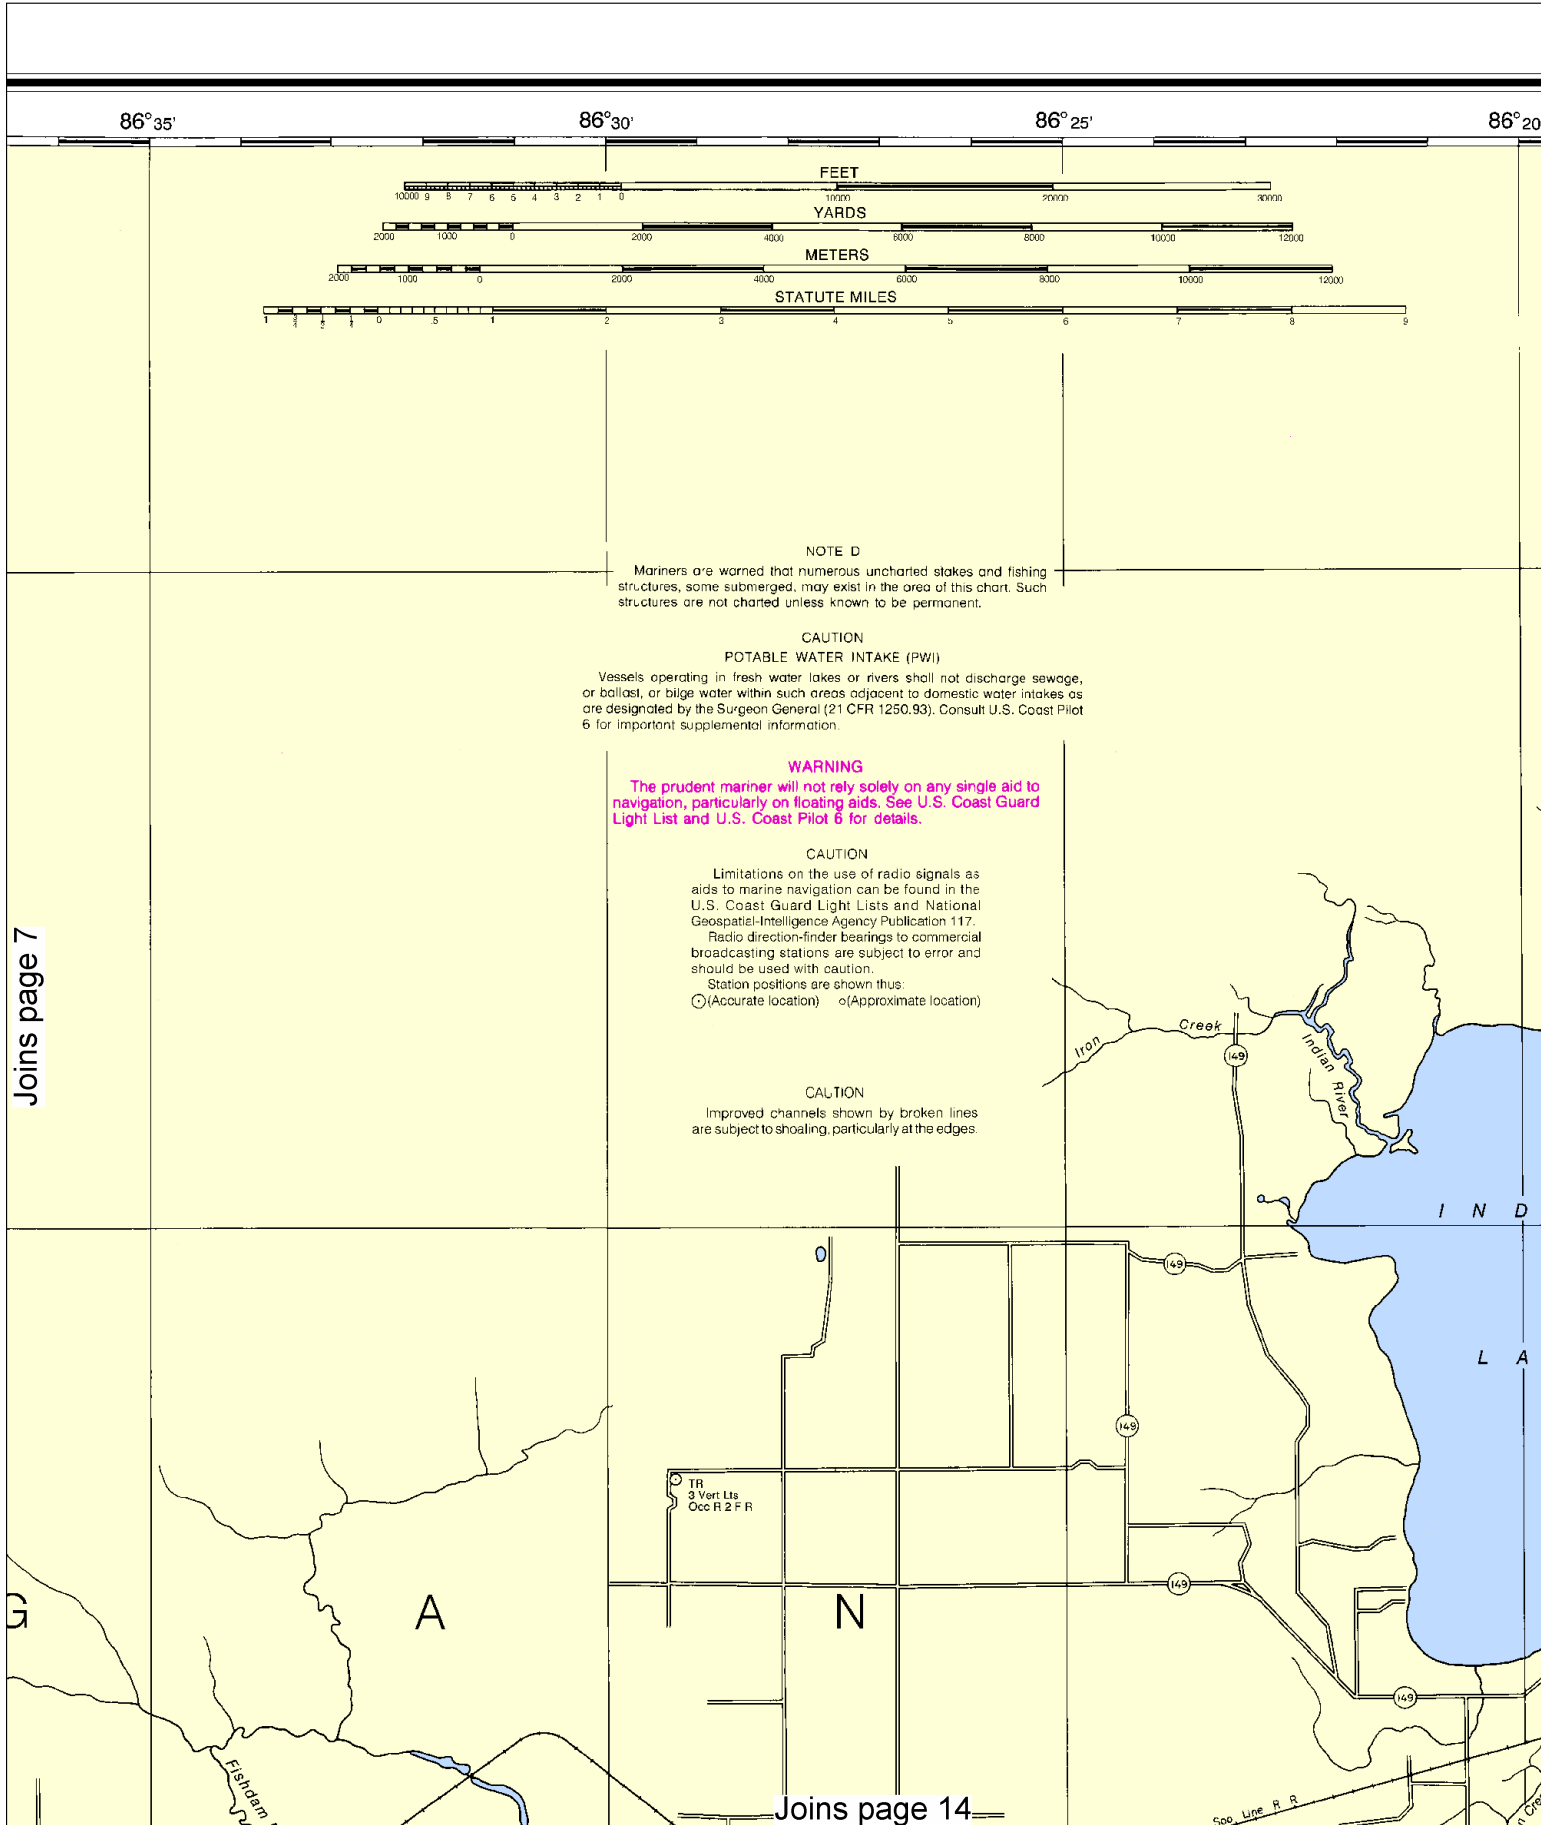 86°35' 86°30' 86°25' 86°20
FEET
10000 9 8 7 6 5 4 3 2 1 0 10000 20000 30000
YARDS
2000 1000 0 2000 4000 6000 8000 10000 12000
METERS
2000 1000 0 2000 4000 6000 8000 10000 12000
STATUTE MILES
1 3/4 1/2 1/4 0 .5 1 2 3 4 5 6 7 8 9
NOTE D
Mariners are warned that numerous uncharted stakes and fishing
structures, some submerged, may exist in the area of this chart. Such
structures are not charted unless known to be permanent.
CAUTION
POTABLE WATER INTAKE (PWI)
Vessels operating in fresh water lakes or rivers shall not discharge sewage,
or ballast, or bilge water within such areas adjacent to domestic water intakes as
are designated by the Surgeon General (21 CFR 1250.93). Consult U.S. Coast Pilot
6 for important supplemental information.
WARNING
The prudent mariner will not rely solely on any single aid to
navigation, particularly on floating aids. See U.S. Coast Guard
Light List and U.S. Coast Pilot 6 for details.
CAUTION
Limitations on the use of radio signals as
aids to marine navigation can be found in the
U.S. Coast Guard Light Lists and National
Geospatial-Intelligence Agency Publication 117.
Radio direction-finder bearings to commercial
broadcasting stations are subject to error and
should be used with caution.
Station positions are shown thus:
(Accurate location) o(Approximate location)
Joins page 7
Iron Creek
149
Indian River
CAUTION
Improved channels shown by broken lines
are subject to shoaling, particularly at the edges.
I N D
149
L A
149
TR
3 Vert Lts
Occ R 2 F R
149
G A N
149
Fishdam
Joins page 14
Soo Line R R